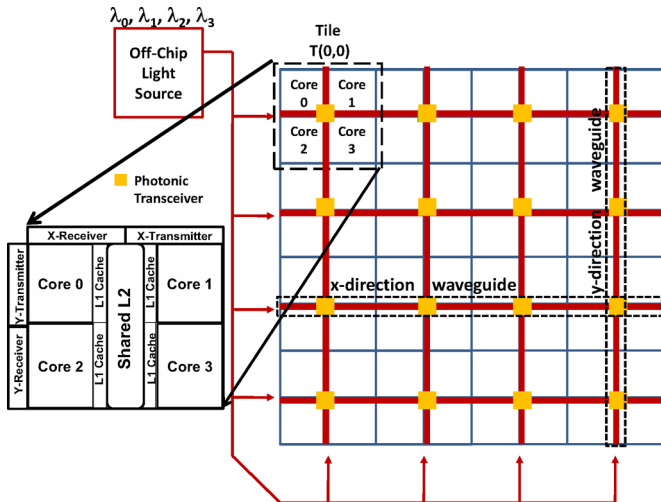 λ0, λ1, λ2, λ3
Off-Chip
Light
Source
Tile
T(0,0)
Core
0
Core
1
Core
2
Core
3
Photonic
Transceiver
X-Receiver
X-Transmitter
Y-Transmitter
Y-Receiver
Core 0
L1 Cache
Shared L2
L1 Cache
Core 1
Core 2
L1 Cache
L1 Cache
Core 3
x-direction waveguide
y-direction waveguide